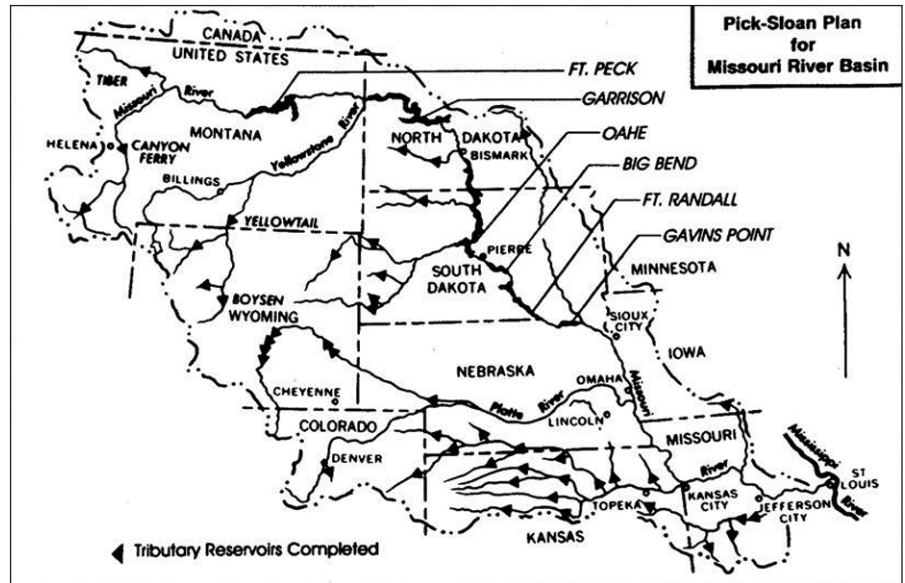 Pick-Sloan Plan
for
Missouri River Basin
CANADA
UNITED STATES
FT. PECK
TIBER
Missouri
River
GARRISON
MONTANA
NORTH
DAKOTA
OAHE
HELENA
CANYON
FERRY
Yellowstone
River
BISMARK
BIG BEND
BILLINGS
FT. RANDALL
YELLOWTAIL
GAVINS POINT
N
PIERRE
SOUTH
DAKOTA
MINNESOTA
BOYSEN
WYOMING
SIOUX
CITY
IOWA
NEBRASKA
OMAHA
Missouri
CHEYENNE
Platte
River
LINCOLN
COLORADO
MISSOURI
Mississippi
River
DENVER
River
ST
LOUIS
KANSAS
CITY
TOPEKA
JEFFERSON
CITY
KANSAS
Tributary Reservoirs Completed